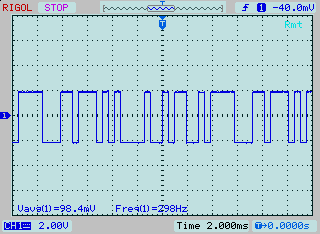 RIGOL STOP 1 -40.0mV
T
Rmt
1
Vavg(1)=98.4mV Freq(1)=298Hz
CH1 2.00V Time 2.000ms T→0.0000s